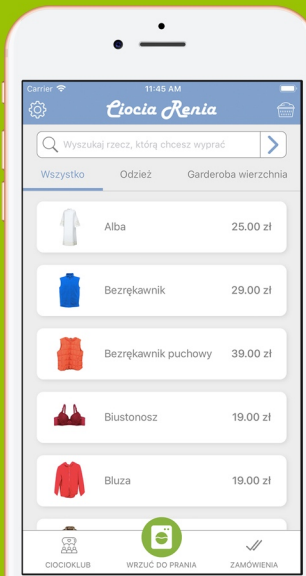 Carrier 11:45 AM
Ciocia Renia
Wyszukaj rzecz, którą chcesz wyprać
Wszystko Odzież Garderoba wierzchnia
Alba 25.00 zł
Bezrękawnik 29.00 zł
Bezrękawnik puchowy 39.00 zł
Biustonosz 19.00 zł
Bluza 19.00 zł
CIOCIOKLUB WRZUĆ DO PRANIA ZAMÓWIENIA